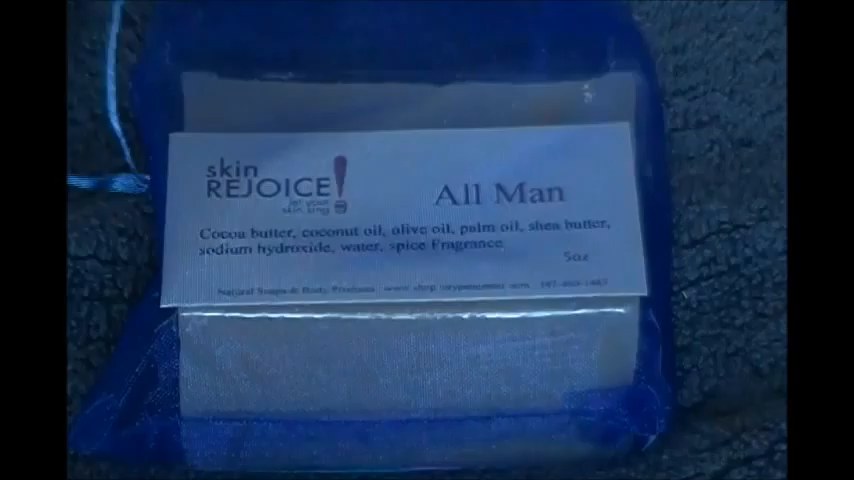 skin
REJOICE!
let your
skin sing
All Man
Cocoa butter, coconut oil, olive oil, palm oil, shea butter,
sodium hydroxide, water, spice Fragrance
5oz
Natural Soaps & Body Products